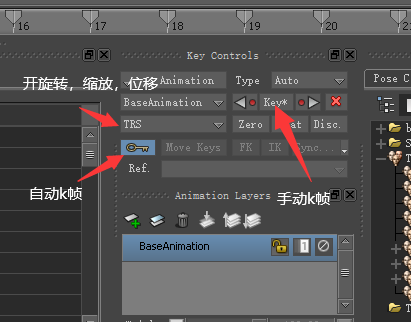 16 17 18 19 20 21
Key Controls
Animation Type Auto
开旋转，缩放，位移
BaseAnimation Key*
TRS Zero Flat Disc.
Move Keys FK IK Sync...
Ref.
自动k帧
手动k帧
Animation Layers
BaseAnimation 1
Pose C